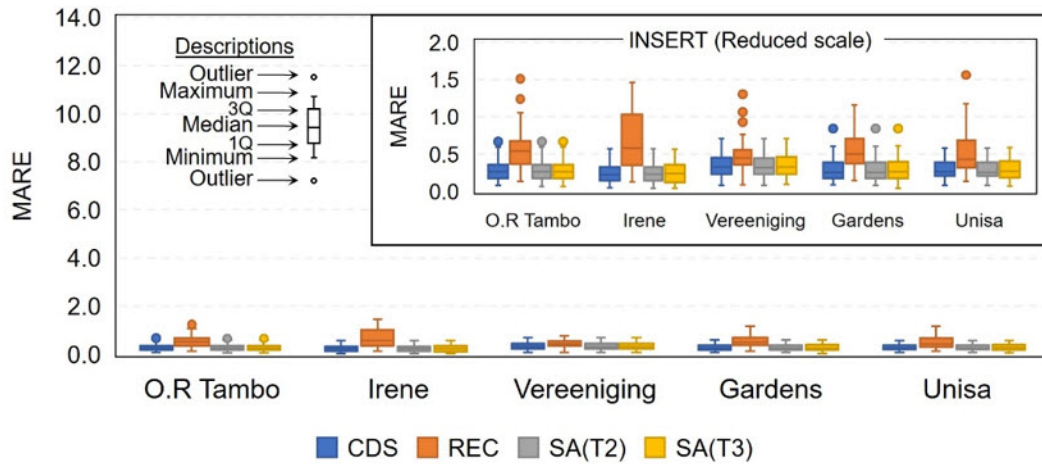 MARE
14.0
12.0
10.0
8.0
6.0
4.0
2.0
0.0
Descriptions
Outlier
Maximum
3Q
Median
1Q
Minimum
Outlier
INSERT (Reduced scale)
MARE
2.0
1.5
1.0
0.5
0.0
O.R Tambo Irene Vereeniging Gardens Unisa
O.R Tambo Irene Vereeniging Gardens Unisa
CDS REC SA(T2) SA(T3)